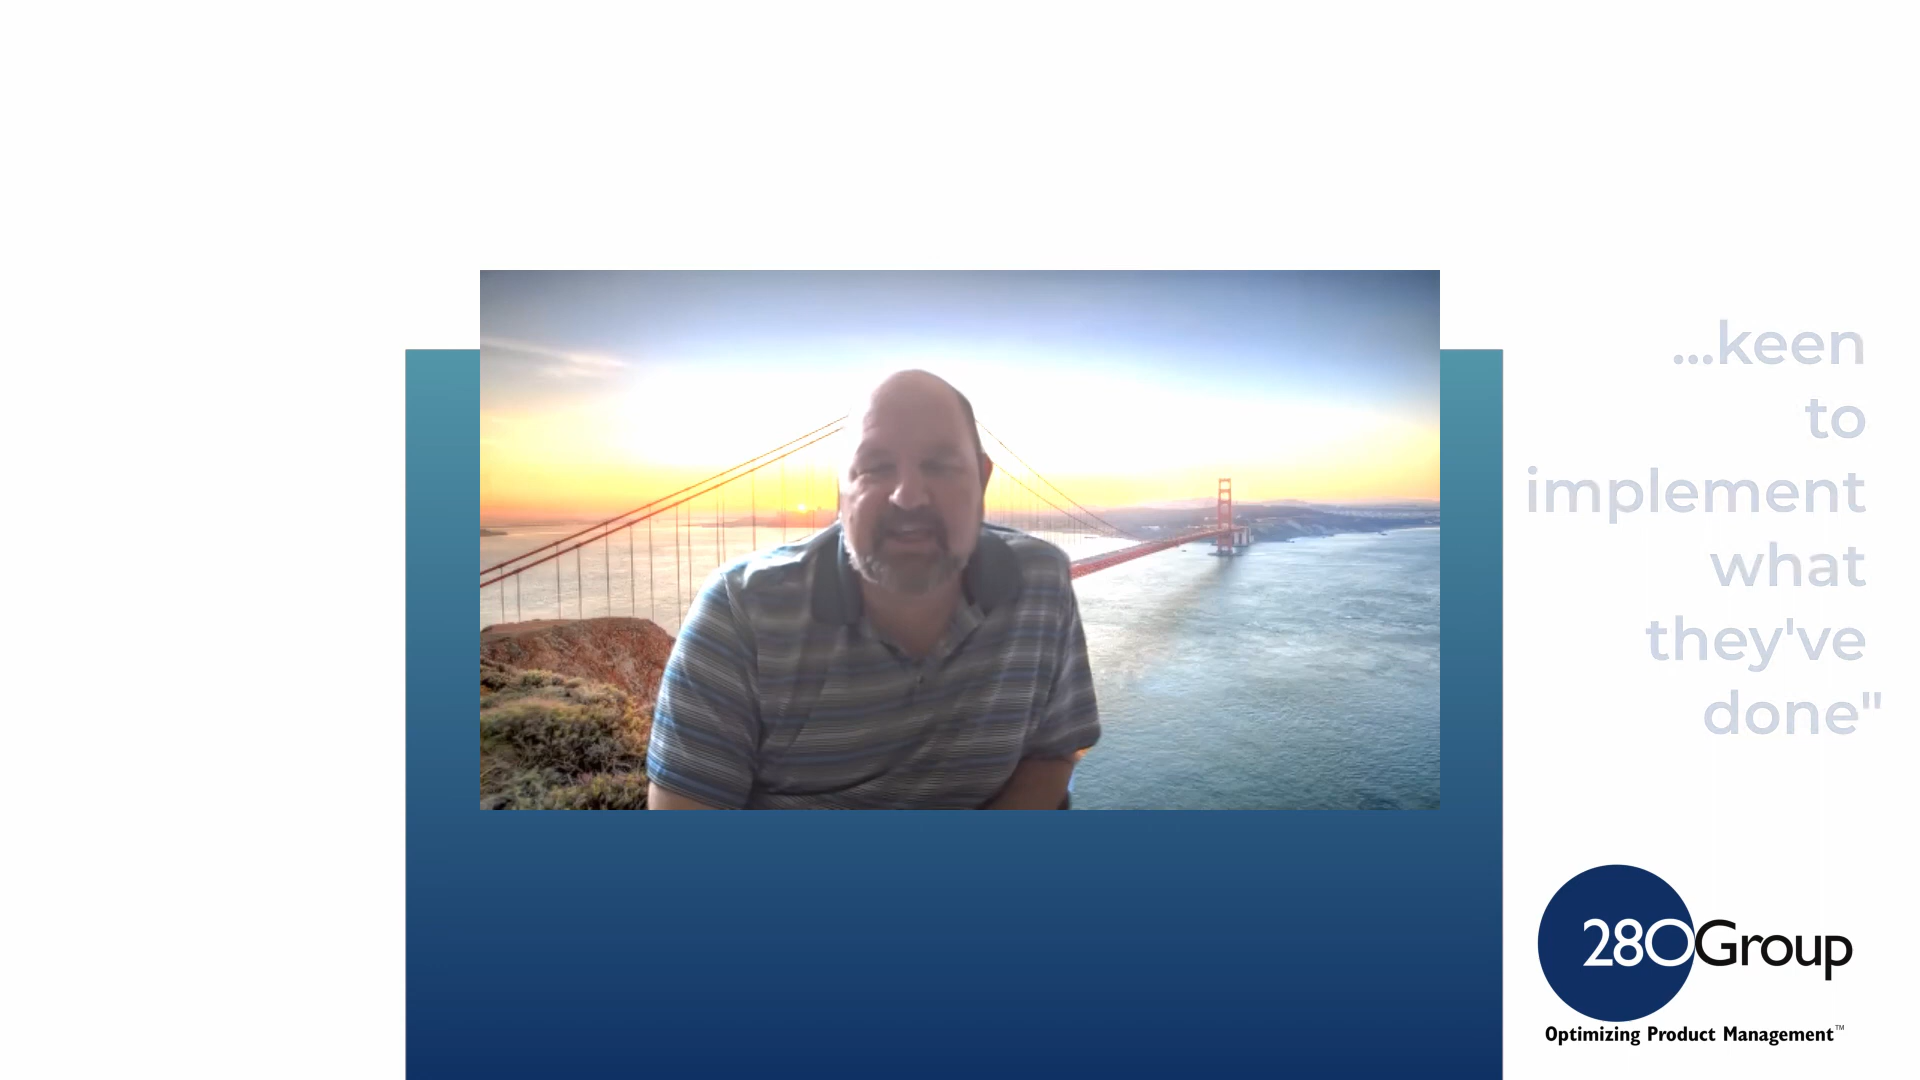 ...keen
to
implement
what
they've
done"
280Group
Optimizing Product Management™